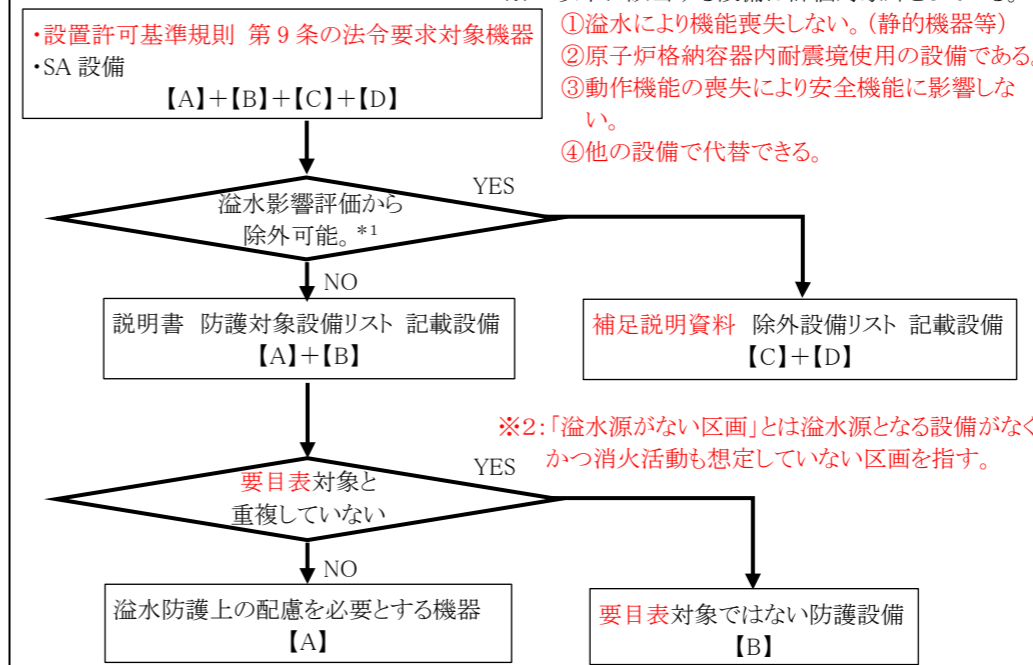 ・設置許可基準規則 第9条の法令要求対象機器
・SA 設備
【A】+【B】+【C】+【D】
①溢水により機能喪失しない。(静的機器等)
②原子炉格納容器内耐震境使用の設備である。
③動作機能の喪失により安全機能に影響しな
い。
④他の設備で代替できる。
溢水影響評価から
除外可能。*1
YES
NO
説明書 防護対象設備リスト 記載設備
【A】+【B】
補足説明資料 除外設備リスト 記載設備
【C】+【D】
※2:「溢水源がない区画」とは溢水源となる設備がなく
かつ消火活動も想定していない区画を指す。
要目表対象と
重複していない
YES
NO
溢水防護上の配慮を必要とする機器
【A】
要目表対象ではない防護設備
【B】